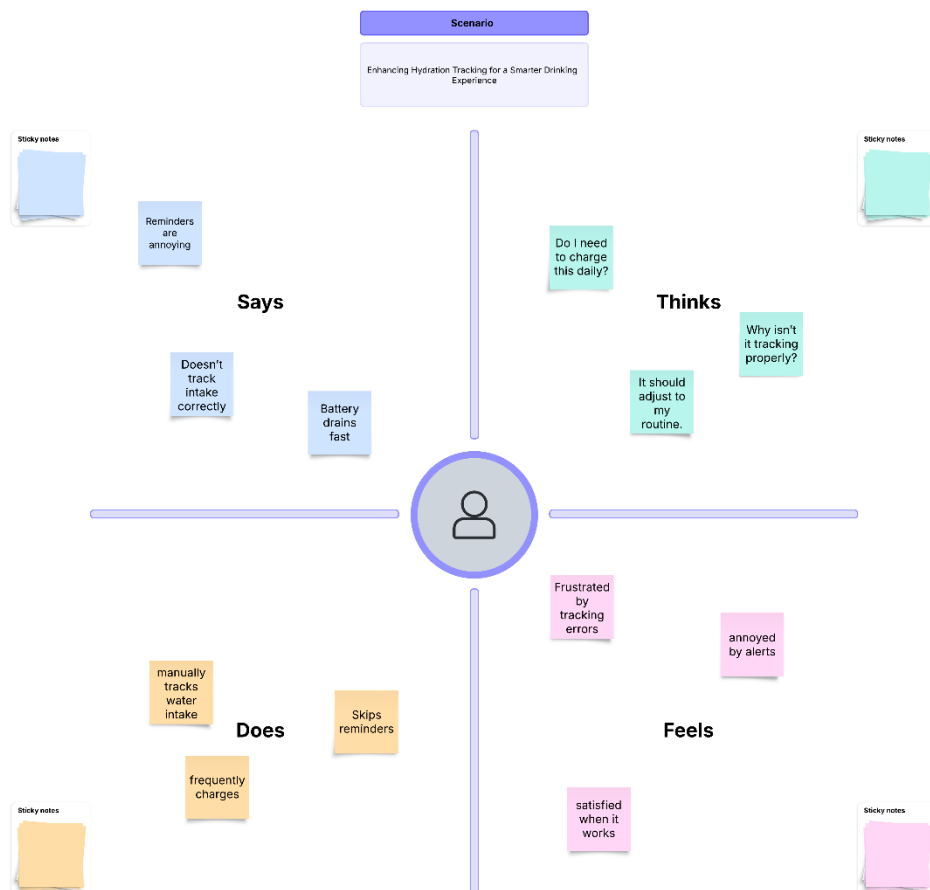 Scenario
Enhancing Hydration Tracking for a Smarter Drinking
Experience
Sticky notes
Sticky notes
Reminders
are
annoying
Says
Doesn't
track
intake
correctly
Battery
drains
fast
Do I need
to charge
this daily?
Thinks
Why isn't
it tracking
properly?
It should
adjust to
my
routine.
manually
tracks
water
intake
Does
Skips
reminders
frequently
charges
Sticky notes
Frustrated
by
tracking
errors
annoyed
by alerts
Feels
satisfied
when it
works
Sticky notes